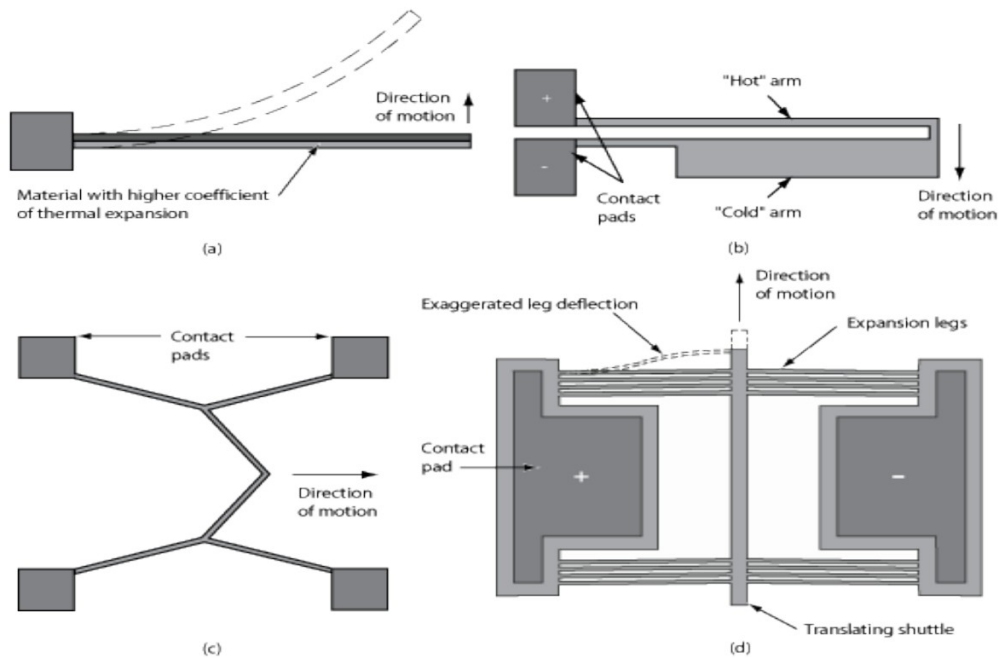 Direction
of motion
Material with higher coefficient
of thermal expansion
(a)
"Hot" arm
+
-
Contact
pads
"Cold" arm
Direction
of motion
(b)
Contact
pads
Direction
of motion
(c)
Direction
of motion
Exaggerated leg deflection
Expansion legs
Contact
pad
+
-
Translating shuttle
(d)